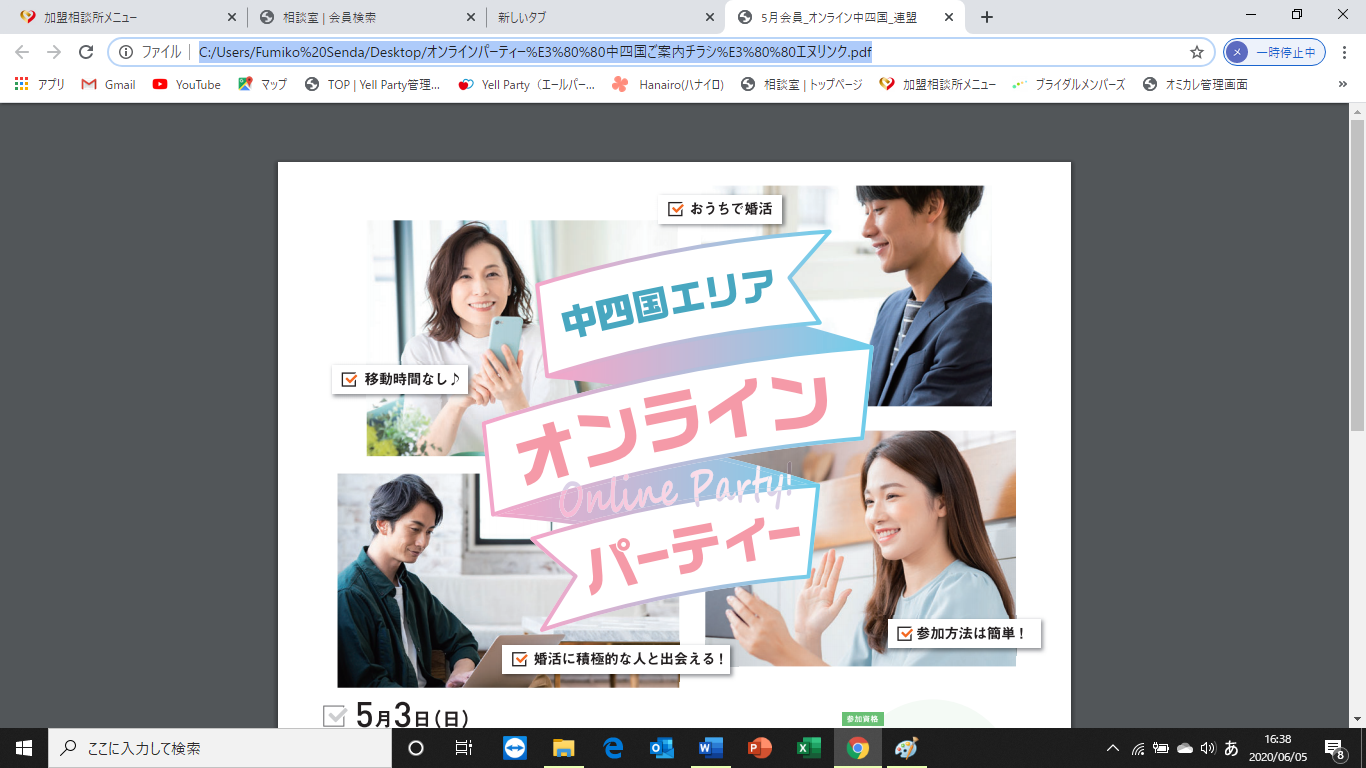 加盟相談所メニュー
相談室 | 会員検索
新しいタブ
5月会員_オンライン中四国_連盟
ファイル
C:/Users/Fumiko%20Senda/Desktop/オンラインパーティー%E3%80%80中四国ご案内チラシ%E3%80%80エヌリンク.pdf
メ 一時停止中
アプリ
Gmail
YouTube
マップ
TOP | Yell Party管理...
Yell Party（エールパー...
Hanairo(ハナイロ)
相談室 | トップページ
加盟相談所メニュー
ブライダルメンバーズ
オミカレ管理画面
»
おうちで婚活
中四国エリア
移動時間なし♪
オンライン
Online Party!
パーティー
参加方法は簡単！
婚活に積極的な人と出会える！
5月3日（日）
参加資格
ここに入力して検索
あ
16:38
2020/06/05
8